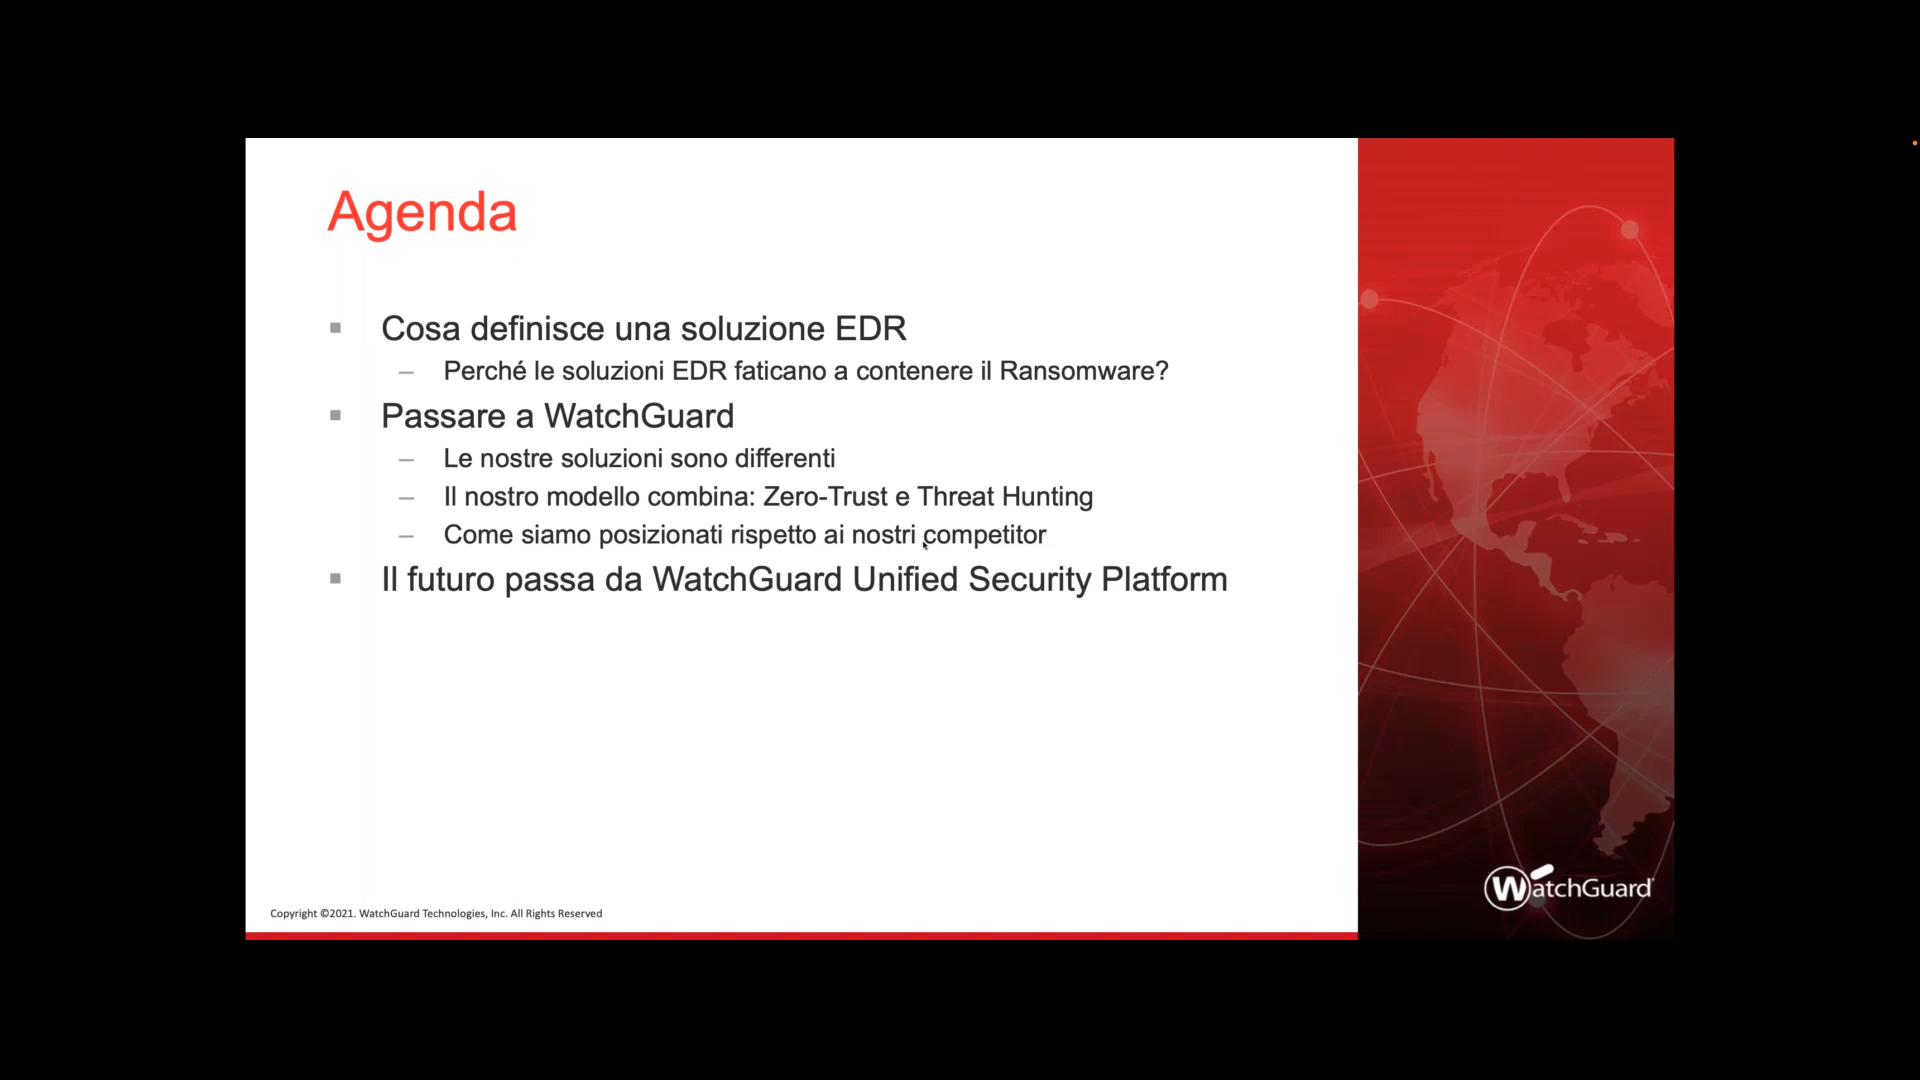 Agenda
Cosa definisce una soluzione EDR
– Perché le soluzioni EDR faticano a contenere il Ransomware?
Passare a WatchGuard
– Le nostre soluzioni sono differenti
– Il nostro modello combina: Zero-Trust e Threat Hunting
– Come siamo posizionati rispetto ai nostri competitor
Il futuro passa da WatchGuard Unified Security Platform
WatchGuard
Copyright ©2021. WatchGuard Technologies, Inc. All Rights Reserved